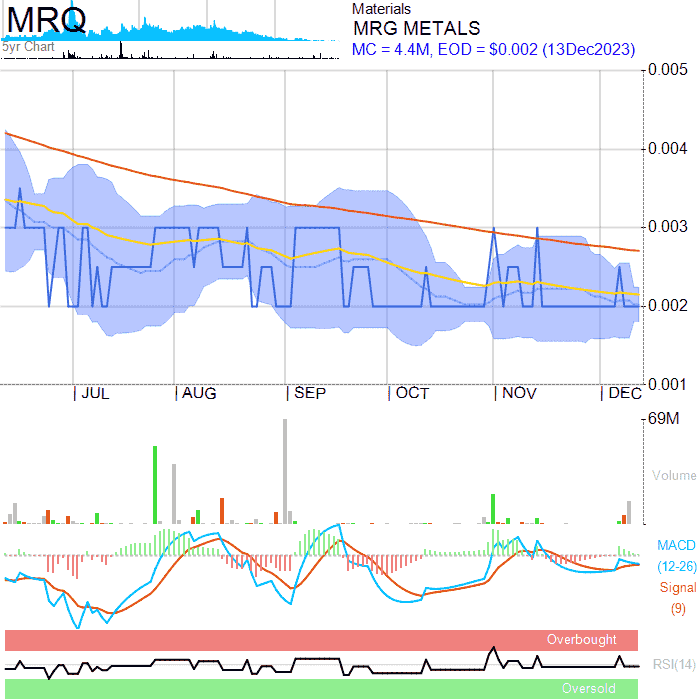 MRQ
5yr Chart
Materials
MRG METALS
MC = 4.4M, EOD = $0.002 (13Dec2023)
0.005
0.004
0.003
0.002
0.001
JUL AUG SEP OCT NOV DEC
69M
Volume
MACD
(12-26)
Signal
(9)
Overbought
RSI(14)
Oversold